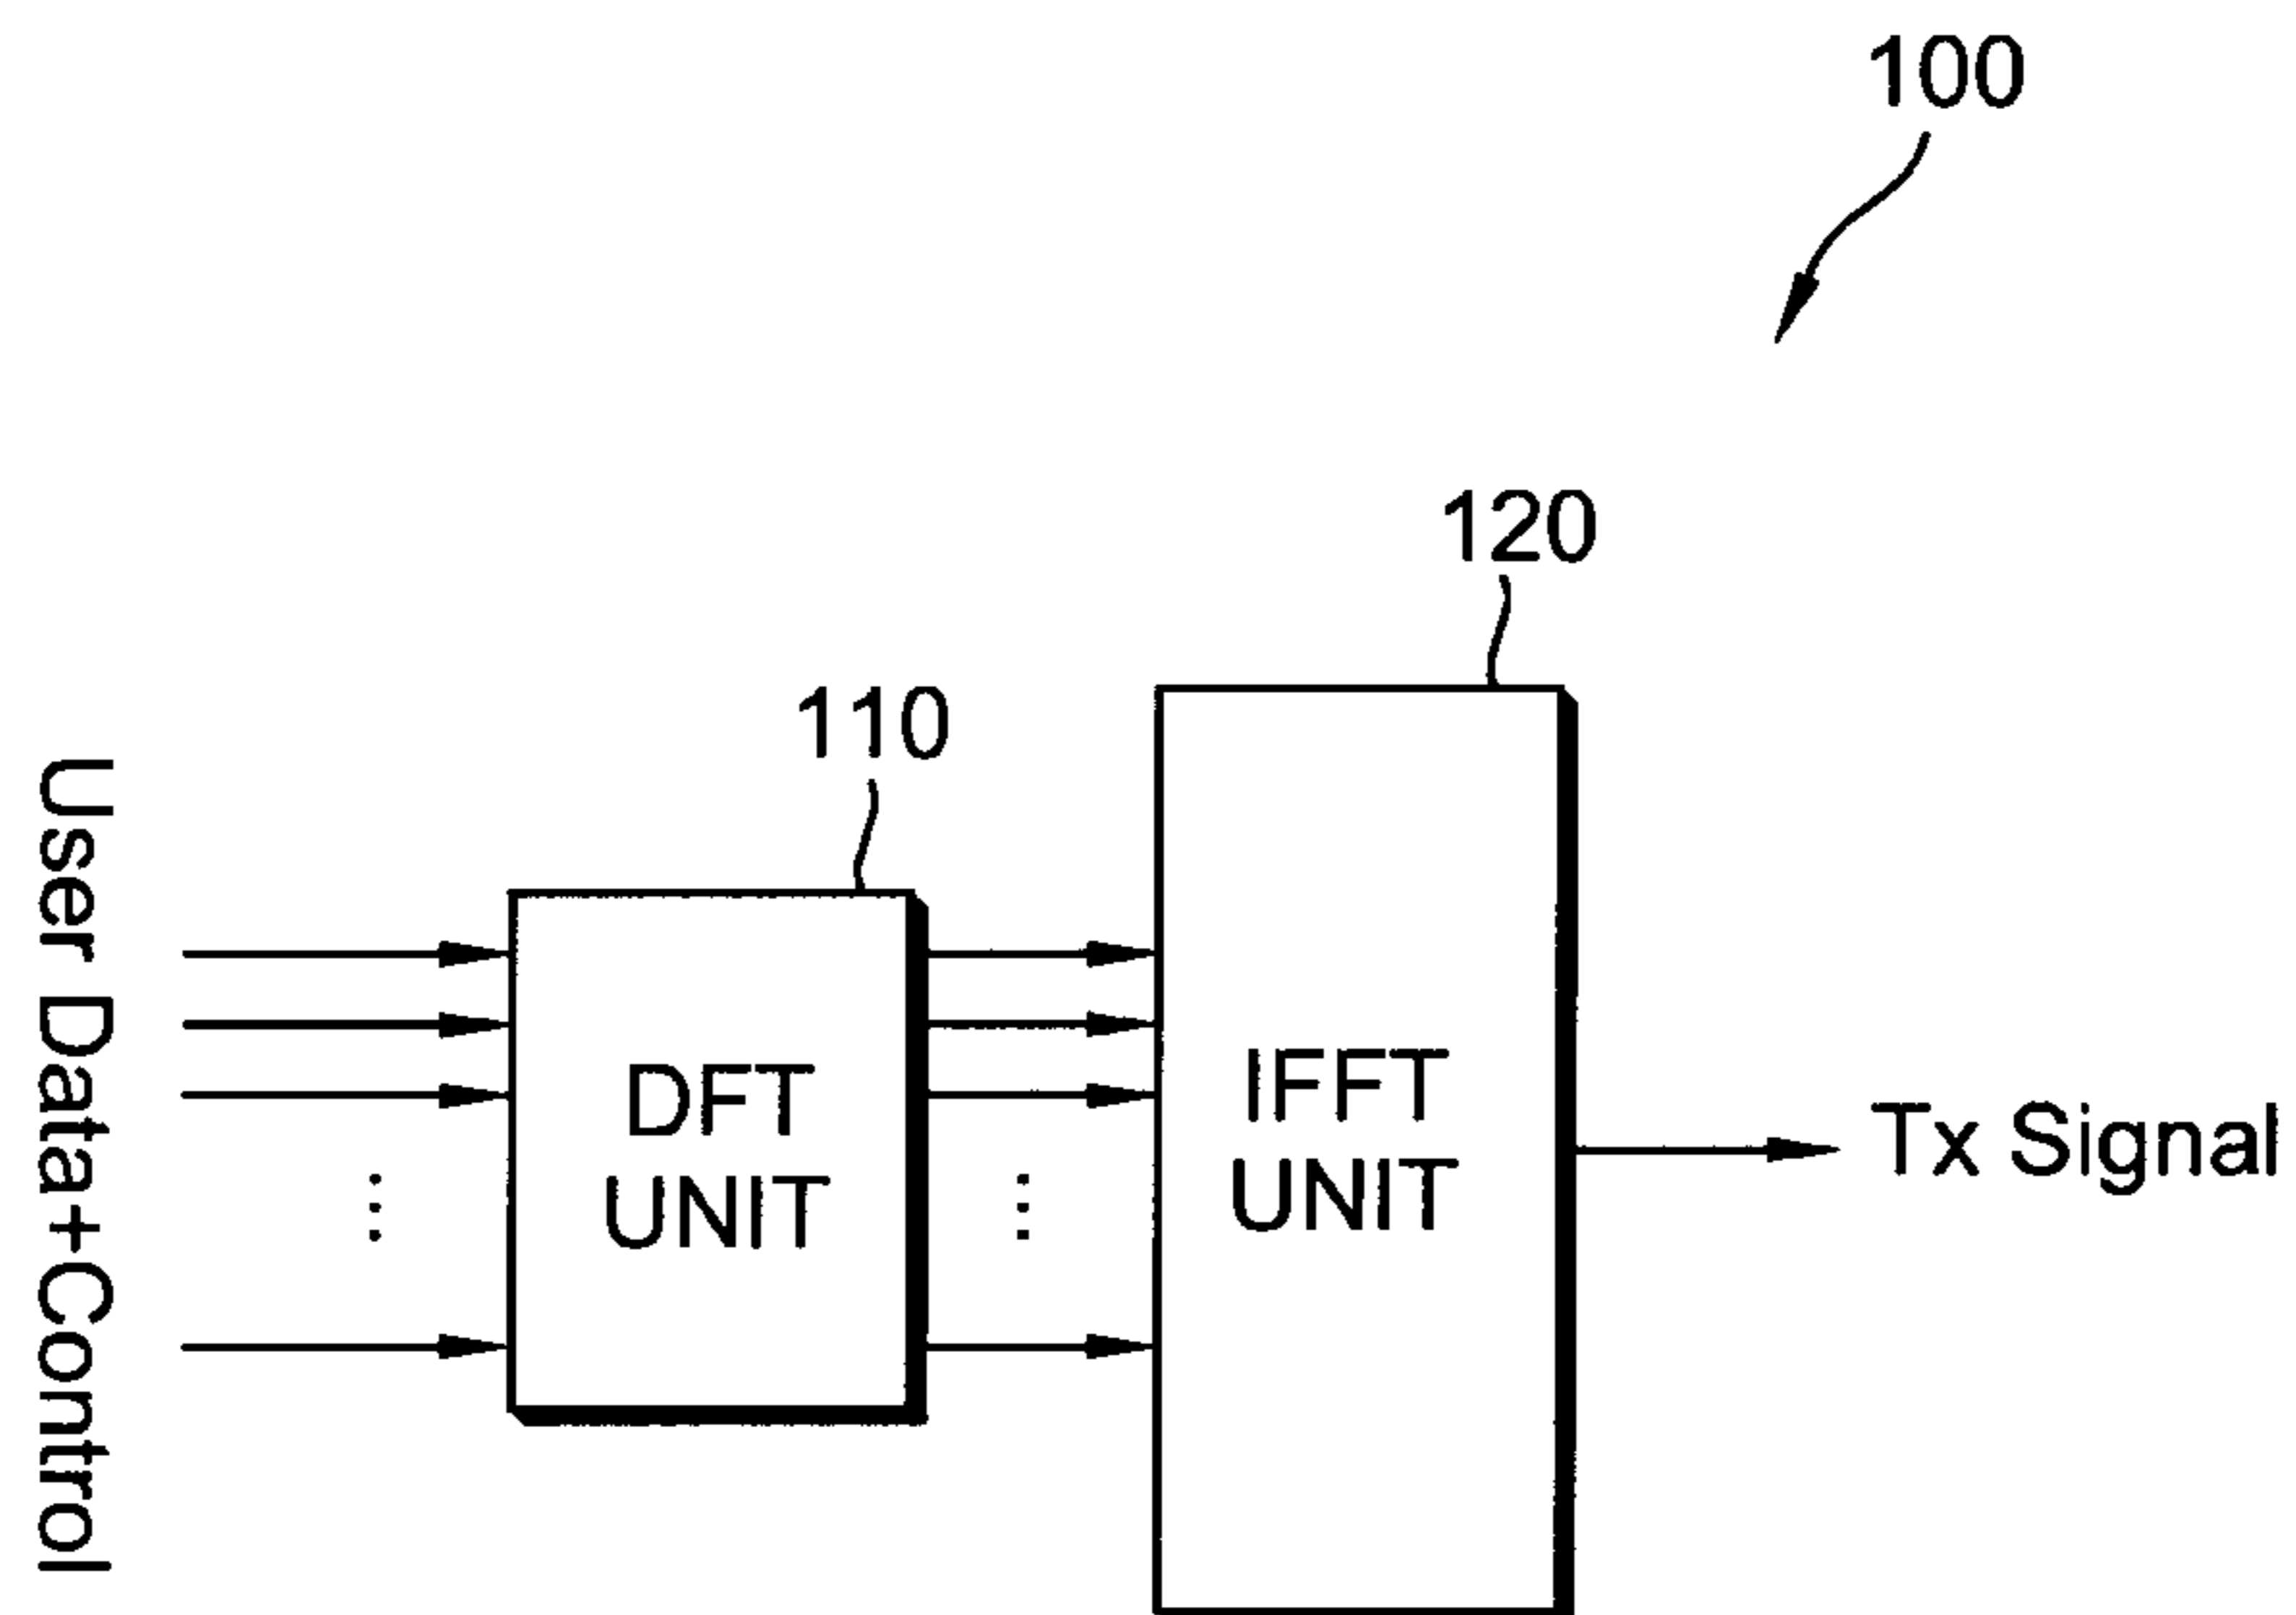 100
120
110
User Data+Control
DFT
UNIT
IFFT
UNIT
Tx Signal